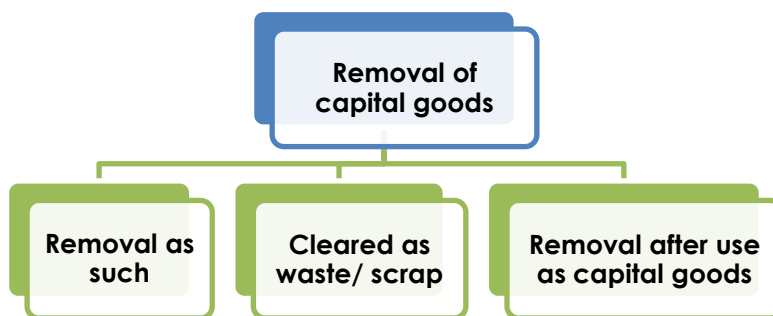 Removal of
capital goods
Removal as
such
Cleared as
waste/ scrap
Removal after use
as capital goods